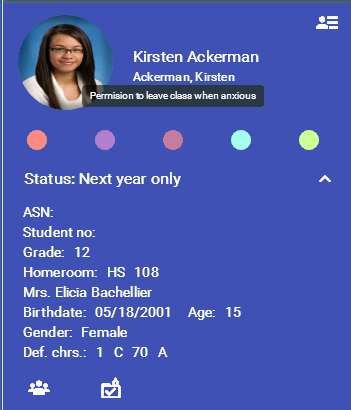 Kirsten Ackerman
Ackerman, Kirsten
Permision to leave class when anxious
Status: Next year only
ASN:
Student no:
Grade: 12
Homeroom: HS 108
Mrs. Elicia Bachellier
Birthdate: 05/18/2001 Age: 15
Gender: Female
Def. chrs.: 1 C 70 A